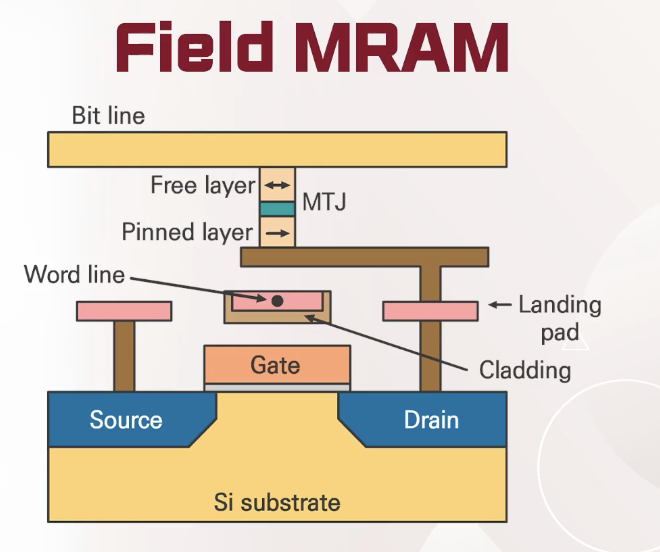 Field MRAM
Bit line
Free layer
MTJ
Pinned layer
Word line
Landing
pad
Cladding
Gate
Source
Drain
Si substrate